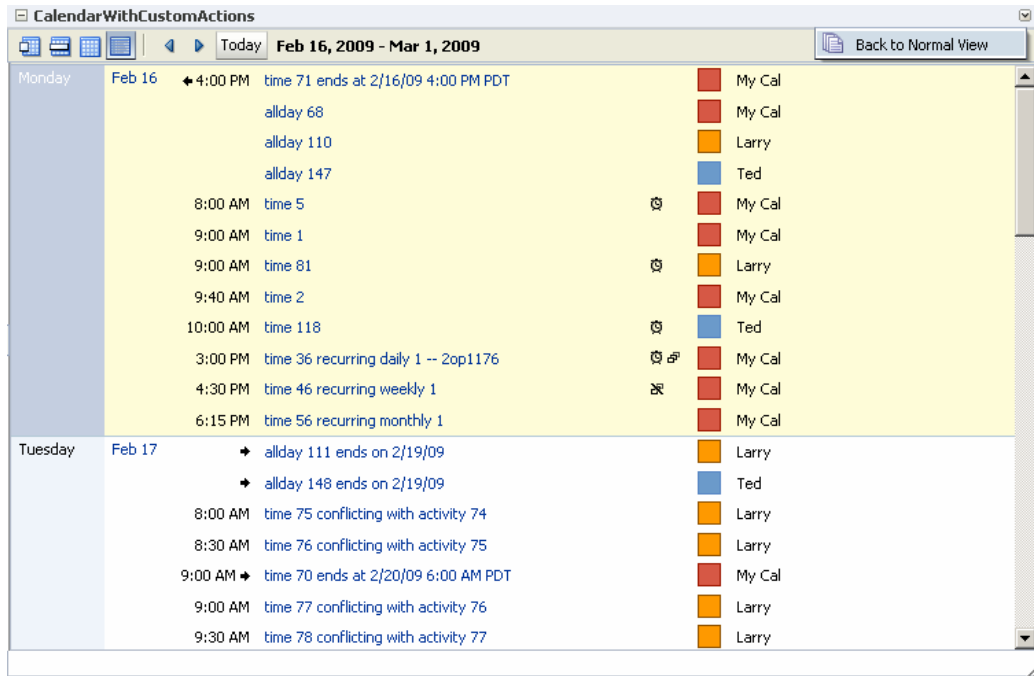 CalendarWithCustomActions
Today Feb 16, 2009 - Mar 1, 2009 Back to Normal View
Monday Feb 16 4:00 PM time 71 ends at 2/16/09 4:00 PM PDT My Cal
allday 68 My Cal
allday 110 Larry
allday 147 Ted
8:00 AM time 5 My Cal
9:00 AM time 1 My Cal
9:00 AM time 81 Larry
9:40 AM time 2 My Cal
10:00 AM time 118 Ted
3:00 PM time 36 recurring daily 1 -- 2op1176 My Cal
4:30 PM time 46 recurring weekly 1 My Cal
6:15 PM time 56 recurring monthly 1 My Cal
Tuesday Feb 17 allday 111 ends on 2/19/09 Larry
allday 148 ends on 2/19/09 Ted
8:00 AM time 75 conflicting with activity 74 Larry
8:30 AM time 76 conflicting with activity 75 Larry
9:00 AM time 70 ends at 2/20/09 6:00 AM PDT My Cal
9:00 AM time 77 conflicting with activity 76 Larry
9:30 AM time 78 conflicting with activity 77 Larry